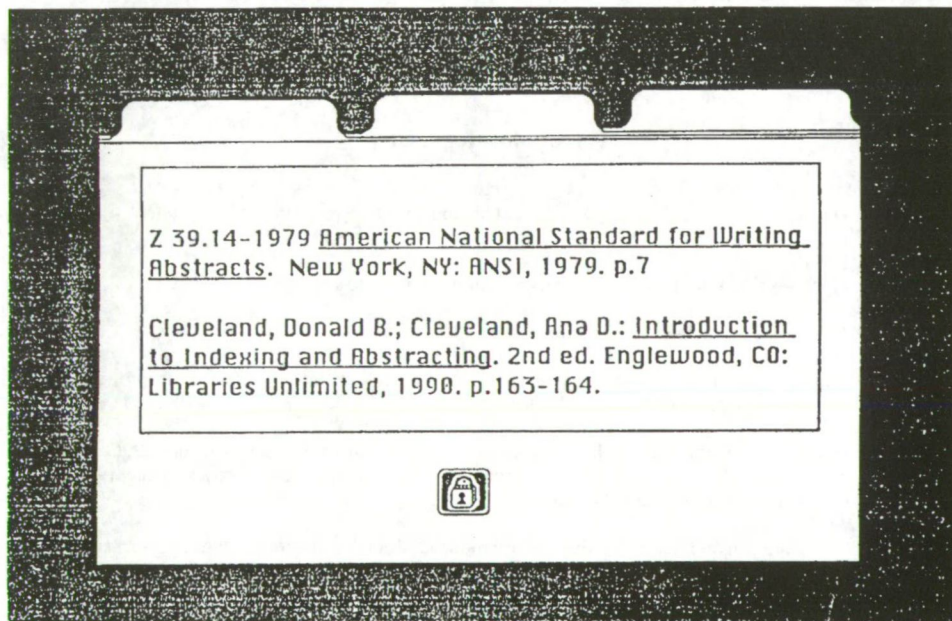 Z 39.14-1979 American National Standard for Writing
Abstracts. New York, NY: ANSI, 1979. p.7
Cleveland, Donald B.; Cleveland, Ana D.: Introduction
to Indexing and Abstracting. 2nd ed. Englewood, CO:
Libraries Unlimited, 1990. p.163-164.